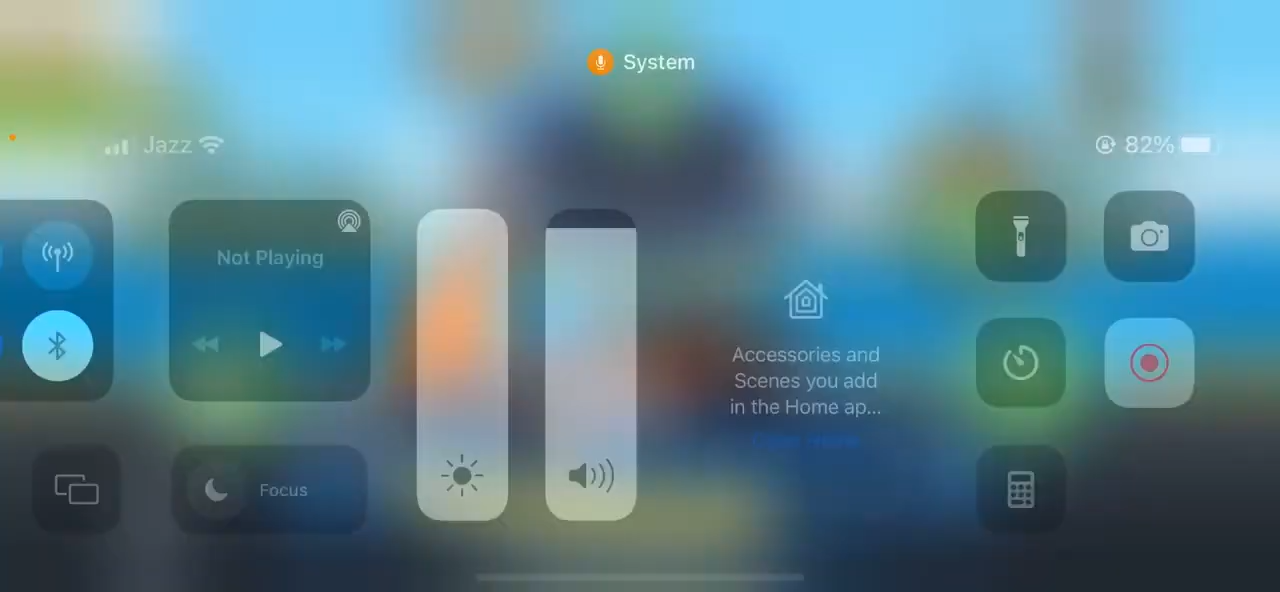 System
Jazz
82%
Not Playing
Accessories and
Scenes you add
in the Home ap...
Focus